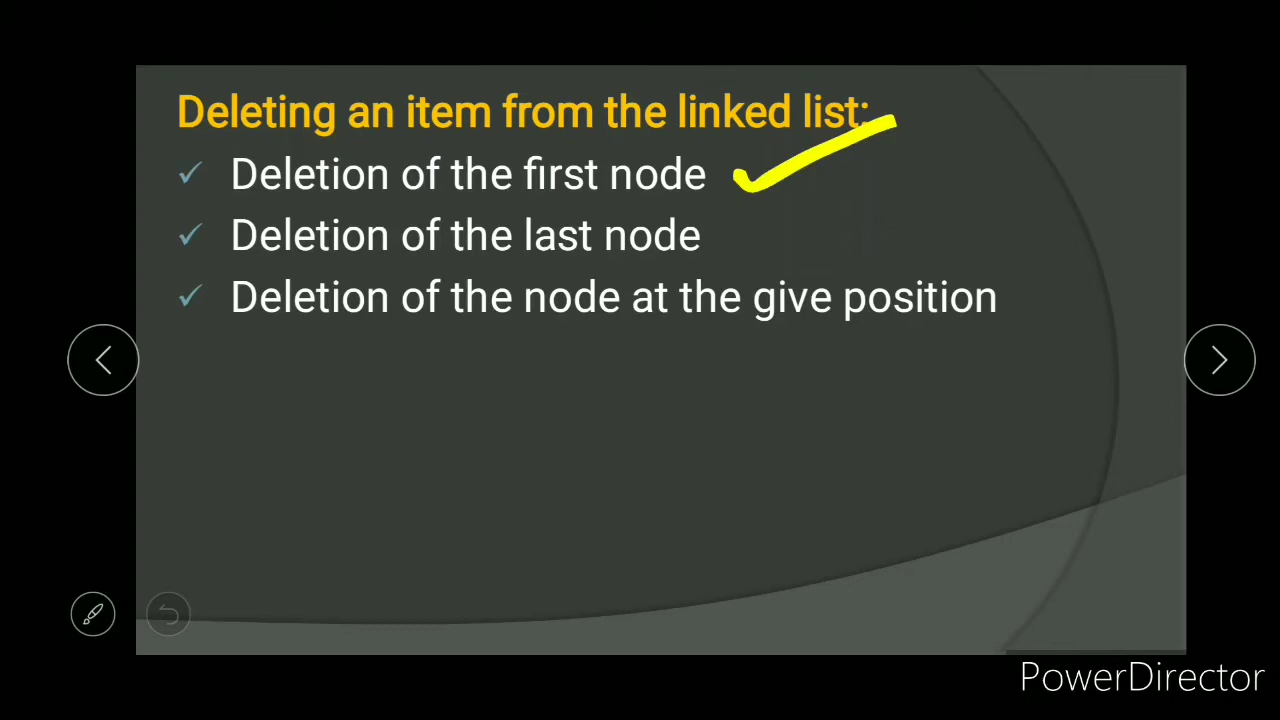 Deleting an item from the linked list:
Deletion of the first node
Deletion of the last node
Deletion of the node at the give position
PowerDirector